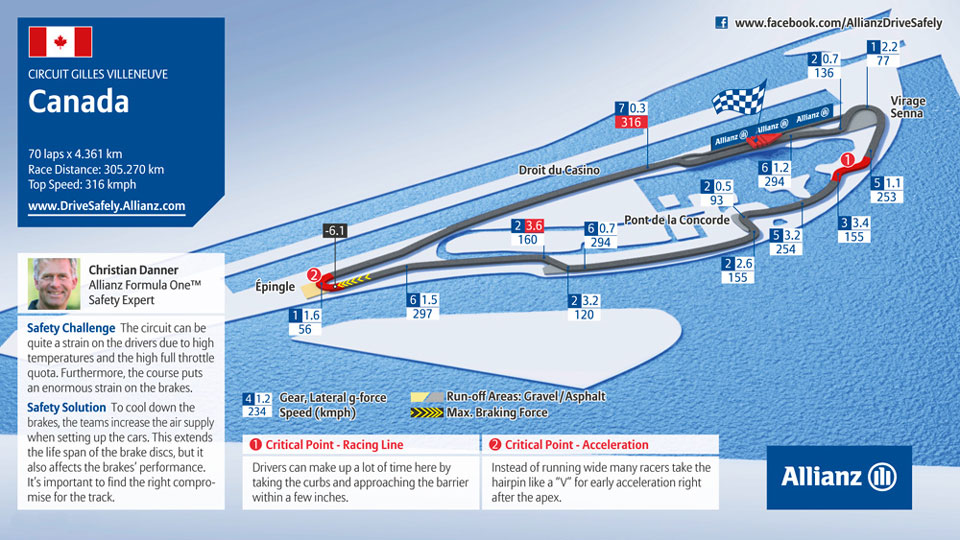 www.facebook.com/AllianzDriveSafely
CIRCUIT GILLES VILLENEUVE
Canada
70 laps x 4.361 km
Race Distance: 305.270 km
Top Speed: 316 kmph
www.DriveSafely.Allianz.com
1 2.2
77
2 0.7
136
Virage
Senna
7 0.3
316
Allianz
Allianz
Allianz
Droit du Casino
6 1.2
294
1
5 1.1
253
2 0.5
93
Pont de la Concorde
3 3.4
155
5 3.2
254
2 3.6
160
6 0.7
294
2 2.6
155
-6.1
2
Épingle
1 1.6
56
6 1.5
297
2 3.2
120
Christian Danner
Allianz Formula One™
Safety Expert
Safety Challenge The circuit can be
quite a strain on the drivers due to high
temperatures and the high full throttle
quota. Furthermore, the course puts
an enormous strain on the brakes.
Safety Solution To cool down the
brakes, the teams increase the air supply
when setting up the cars. This extends
the life span of the brake discs, but it
also affects the brakes' performance.
It's important to find the right compro-
mise for the track.
4 1.2
234
Gear, Lateral g-force
Speed (kmph)
Run-off Areas: Gravel/Asphalt
Max. Braking Force
1 Critical Point - Racing Line
Drivers can make up a lot of time here by
taking the curbs and approaching the barrier
within a few inches.
2 Critical Point - Acceleration
Instead of running wide many racers take the
hairpin like a "V" for early acceleration right
after the apex.
Allianz